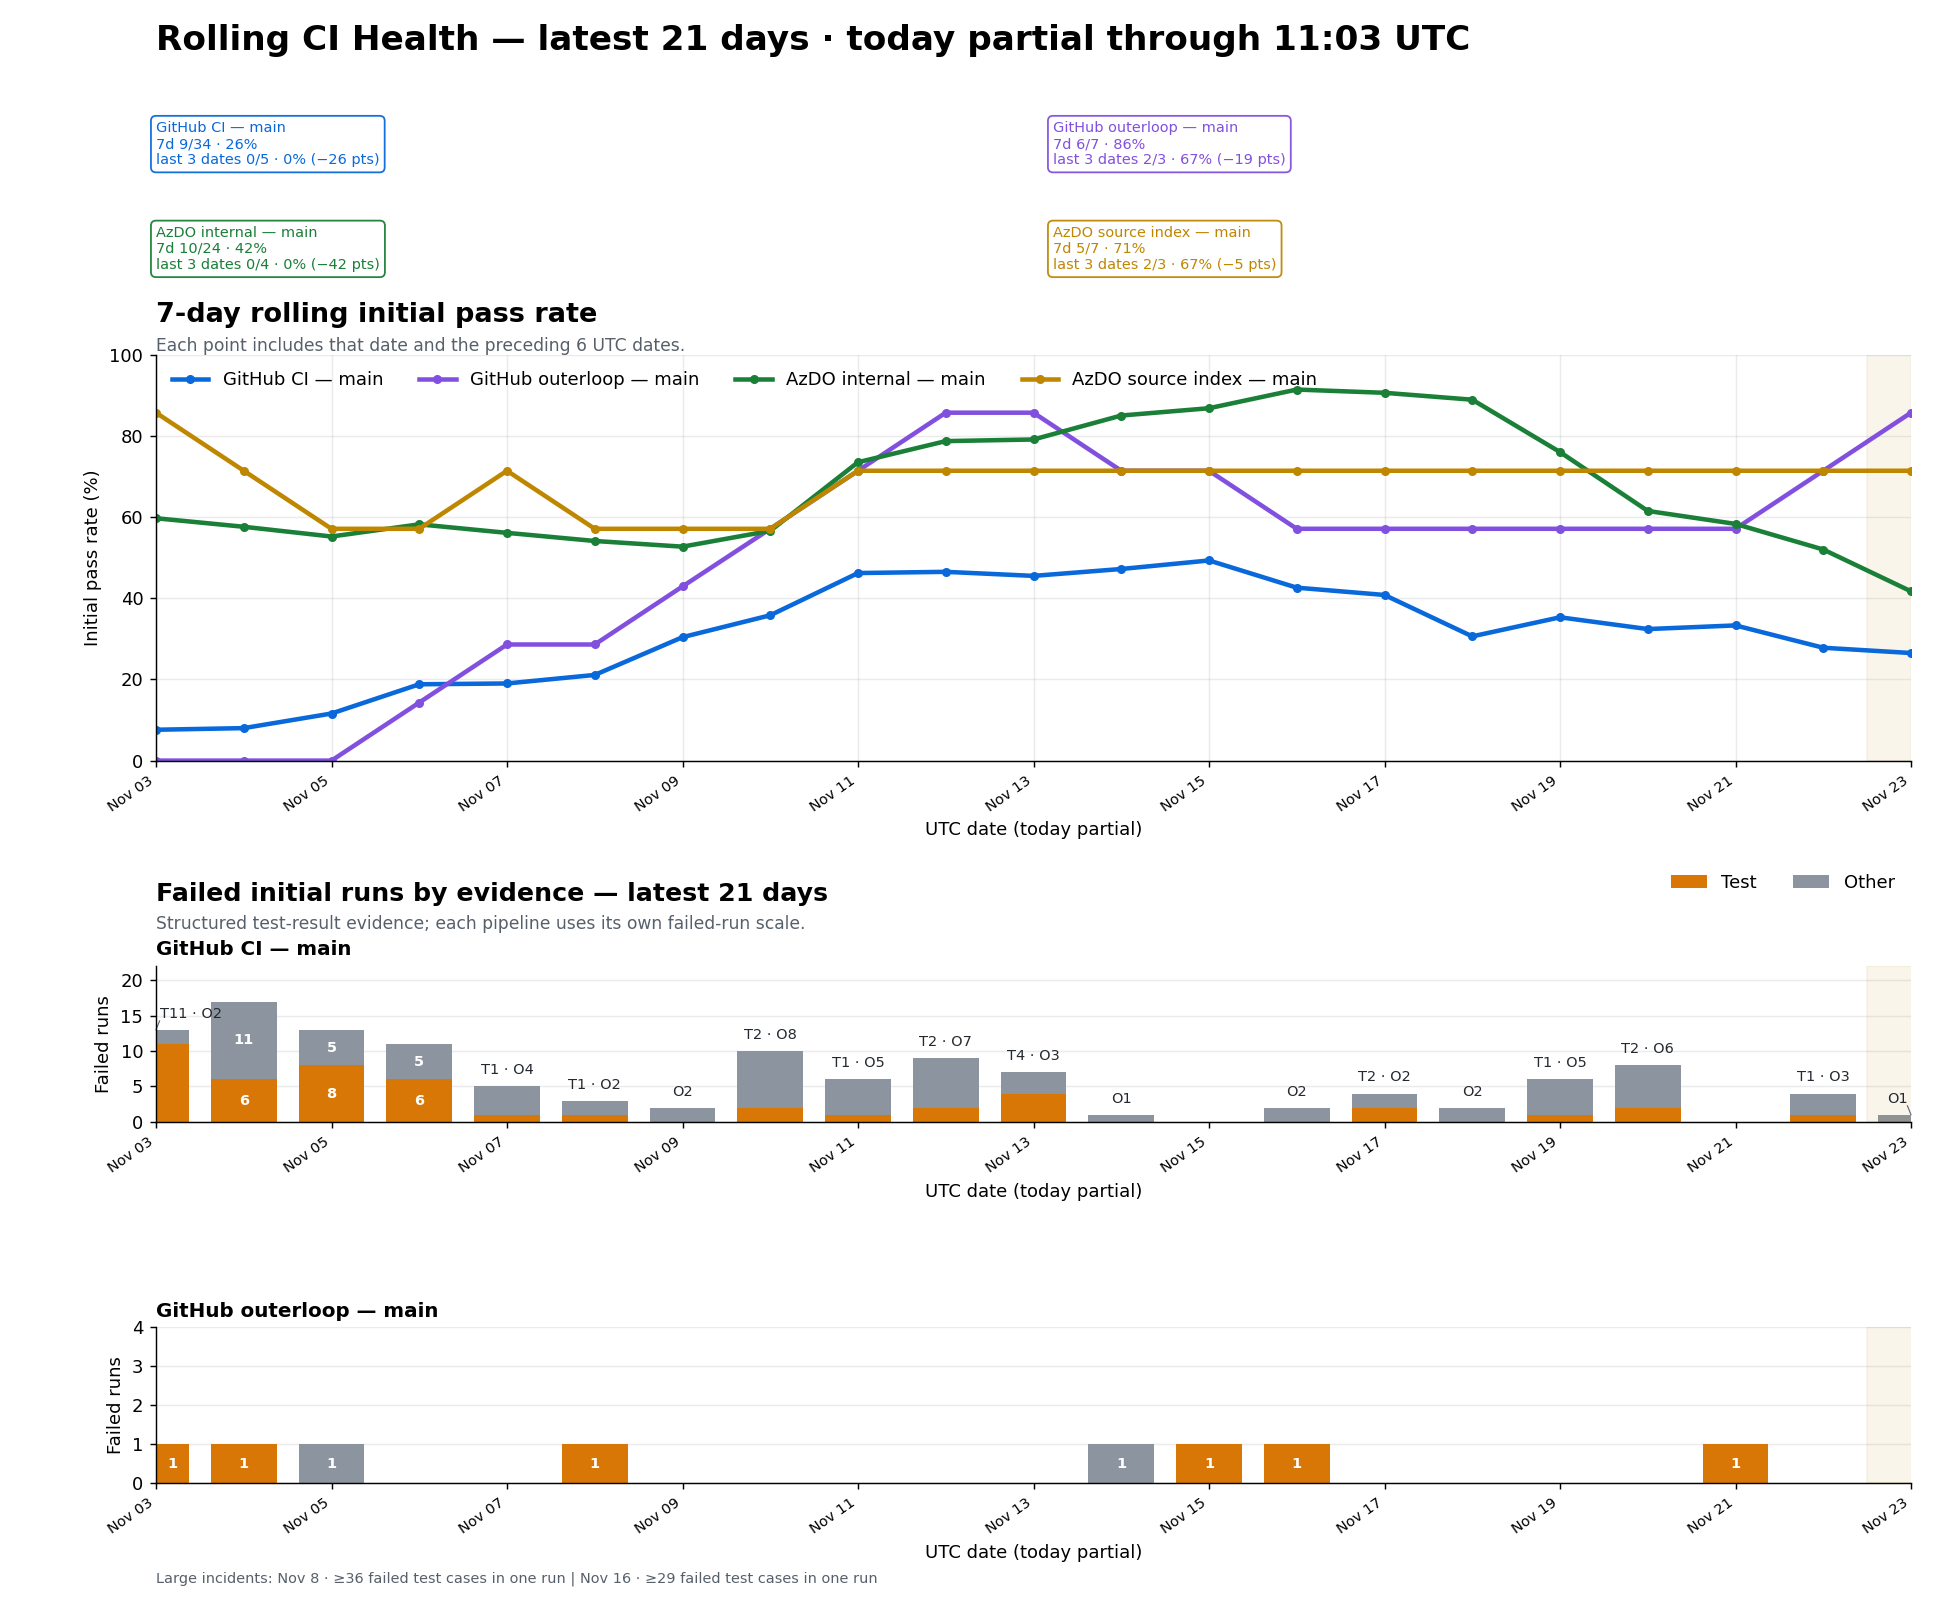 Rolling CI Health — latest 21 days · today partial through 11:03 UTC
GitHub CI — main
7d 9/34 · 26%
last 3 dates 0/5 · 0% (−26 pts)
GitHub outerloop — main
7d 6/7 · 86%
last 3 dates 2/3 · 67% (−19 pts)
AzDO internal — main
7d 10/24 · 42%
last 3 dates 0/4 · 0% (−42 pts)
AzDO source index — main
7d 5/7 · 71%
last 3 dates 2/3 · 67% (−5 pts)
7-day rolling initial pass rate
Each point includes that date and the preceding 6 UTC dates.
GitHub CI — main GitHub outerloop — main AzDO internal — main AzDO source index — main
Initial pass rate (%)
100
80
60
40
20
0
Nov 03 Nov 05 Nov 07 Nov 09 Nov 11 Nov 13 Nov 15 Nov 17 Nov 19 Nov 21 Nov 23
UTC date (today partial)
Failed initial runs by evidence — latest 21 days
Test Other
Structured test-result evidence; each pipeline uses its own failed-run scale.
GitHub CI — main
Failed runs
20
15
10
5
0
T11 · O2
11
6
5
8
5
6
T1 · O4
T1 · O2
O2
T2 · O8
T1 · O5
T2 · O7
T4 · O3
O1
O2
T2 · O2
O2
T1 · O5
T2 · O6
T1 · O3
O1
Nov 03 Nov 05 Nov 07 Nov 09 Nov 11 Nov 13 Nov 15 Nov 17 Nov 19 Nov 21 Nov 23
UTC date (today partial)
GitHub outerloop — main
Failed runs
4
3
2
1
0
1 1 1 1 1 1 1 1
Nov 03 Nov 05 Nov 07 Nov 09 Nov 11 Nov 13 Nov 15 Nov 17 Nov 19 Nov 21 Nov 23
UTC date (today partial)
Large incidents: Nov 8 · ≥36 failed test cases in one run | Nov 16 · ≥29 failed test cases in one run